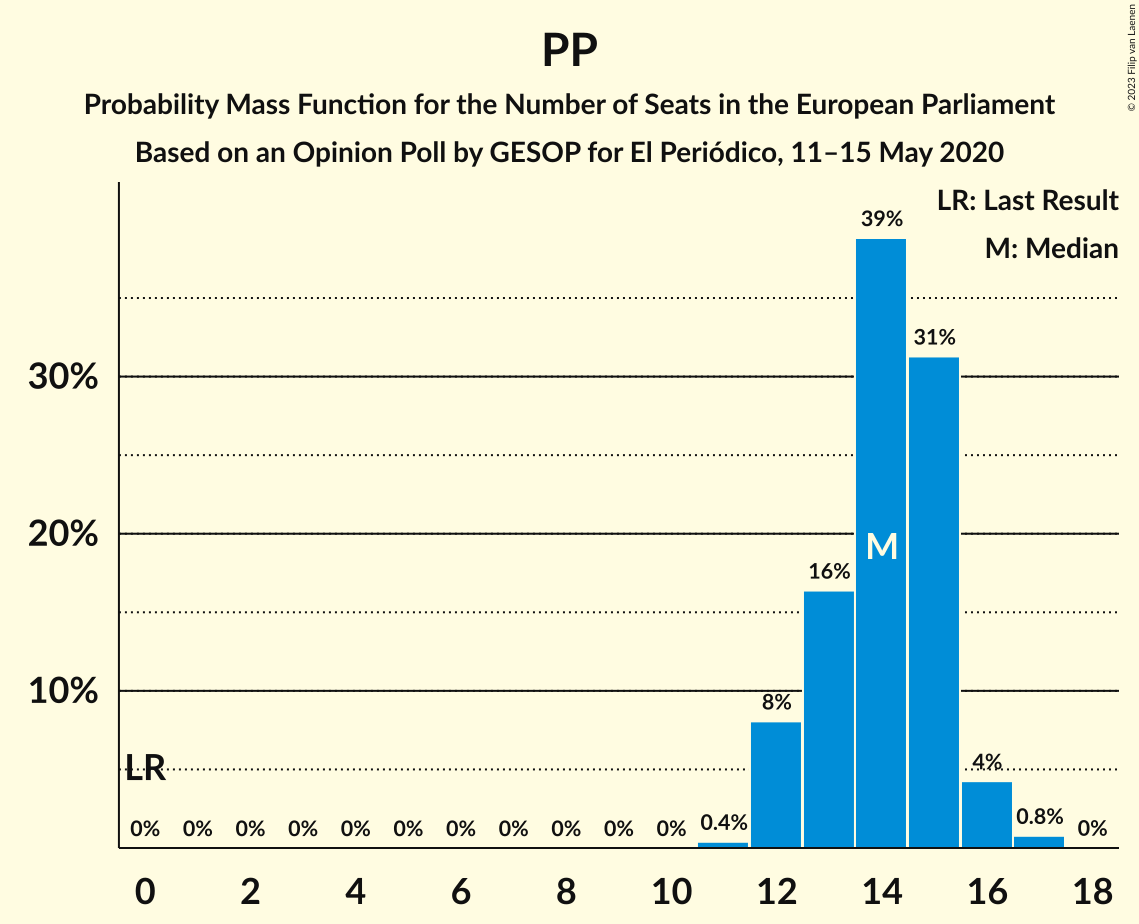 PP
Probability Mass Function for the Number of Seats in the European Parliament
Based on an Opinion Poll by GESOP for El Periódico, 11–15 May 2020
© 2023 Filip van Laenen
LR: Last Result
M: Median
39%
31%
30%
20%
M
16%
10%
8%
LR
4%
0% 0% 0% 0% 0% 0% 0% 0% 0% 0% 0% 0.4% 0.8% 0%
0 2 4 6 8 10 12 14 16 18